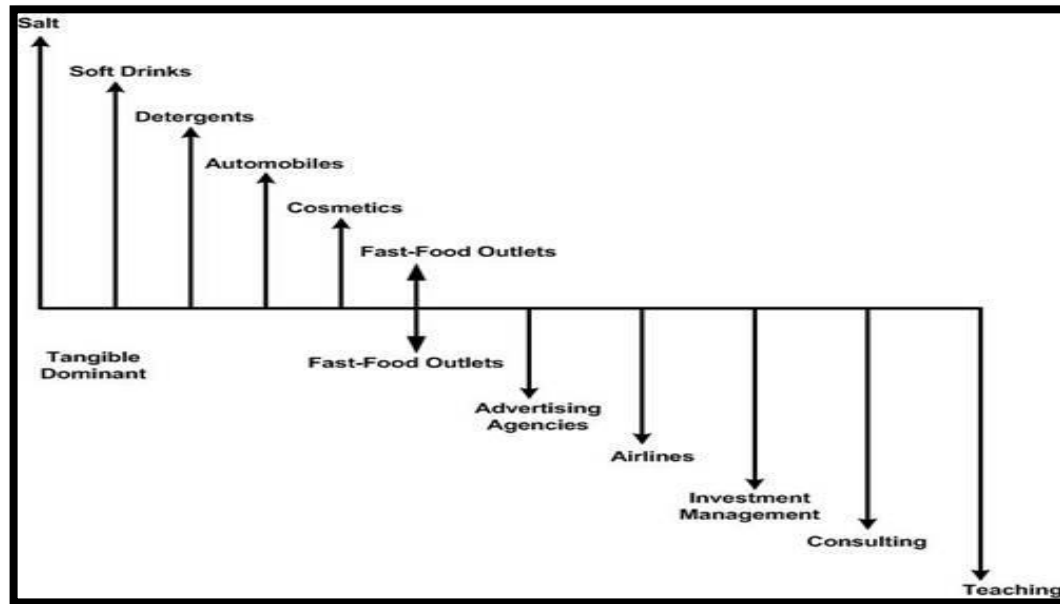 Salt
Soft Drinks
Detergents
Automobiles
Cosmetics
Fast-Food Outlets
Tangible
Dominant
Fast-Food Outlets
Advertising
Agencies
Airlines
Investment
Management
Consulting
Teaching